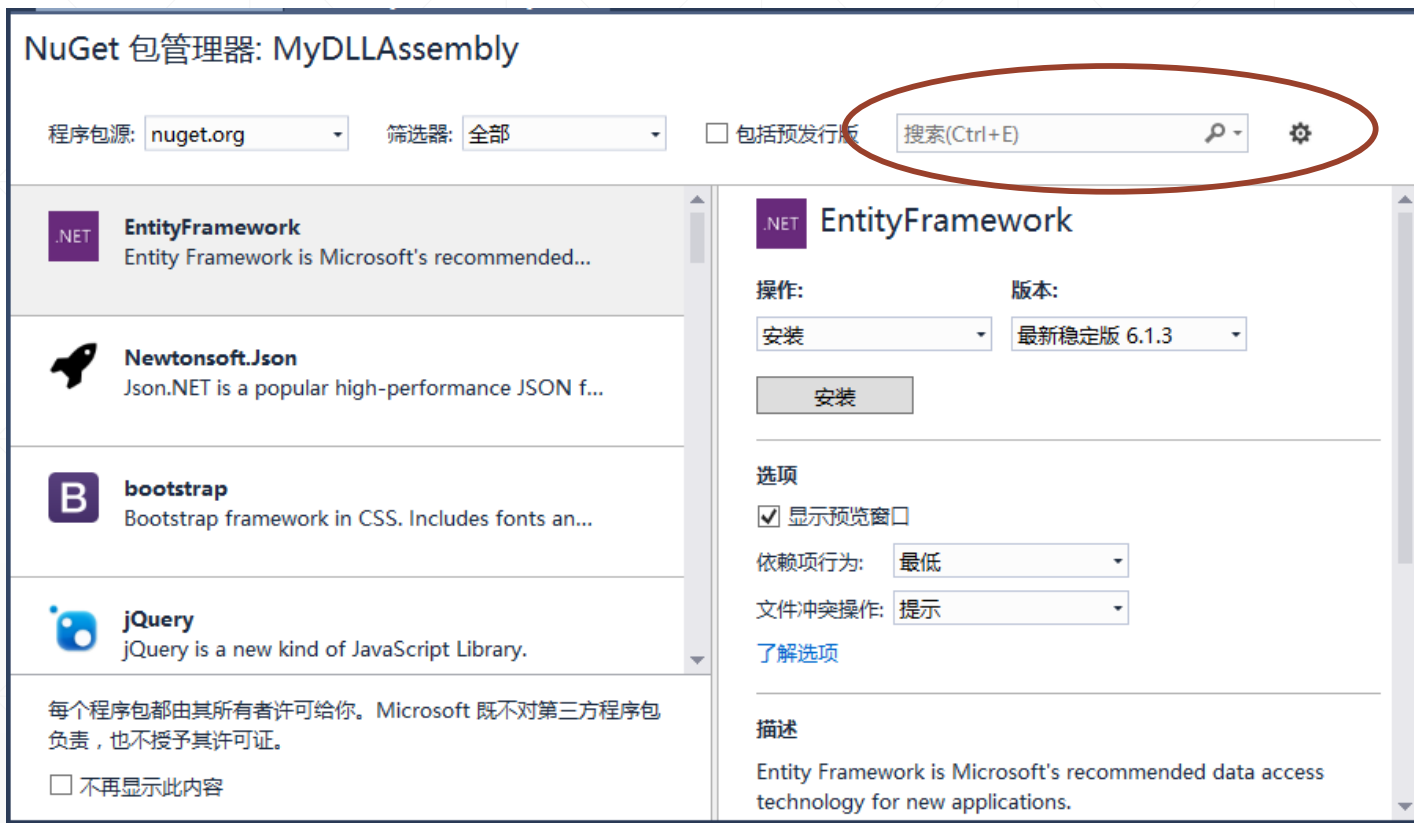 NuGet 包管理器: MyDLLAssembly
程序包源: nuget.org 筛选器: 全部 包括预发行版 搜索(Ctrl+E)
.NET
EntityFramework
Entity Framework is Microsoft's recommended...
Newtonsoft.Json
Json.NET is a popular high-performance JSON f...
B
bootstrap
Bootstrap framework in CSS. Includes fonts an...
jQuery
jQuery is a new kind of JavaScript Library.
每个程序包都由其所有者许可给你。Microsoft 既不对第三方程序包
负责，也不授予其许可证。
不再显示此内容
.NET EntityFramework
操作: 版本:
安装 最新稳定版 6.1.3
安装
选项
显示预览窗口
依赖项行为: 最低
文件冲突操作: 提示
了解选项
描述
Entity Framework is Microsoft's recommended data access
technology for new applications.